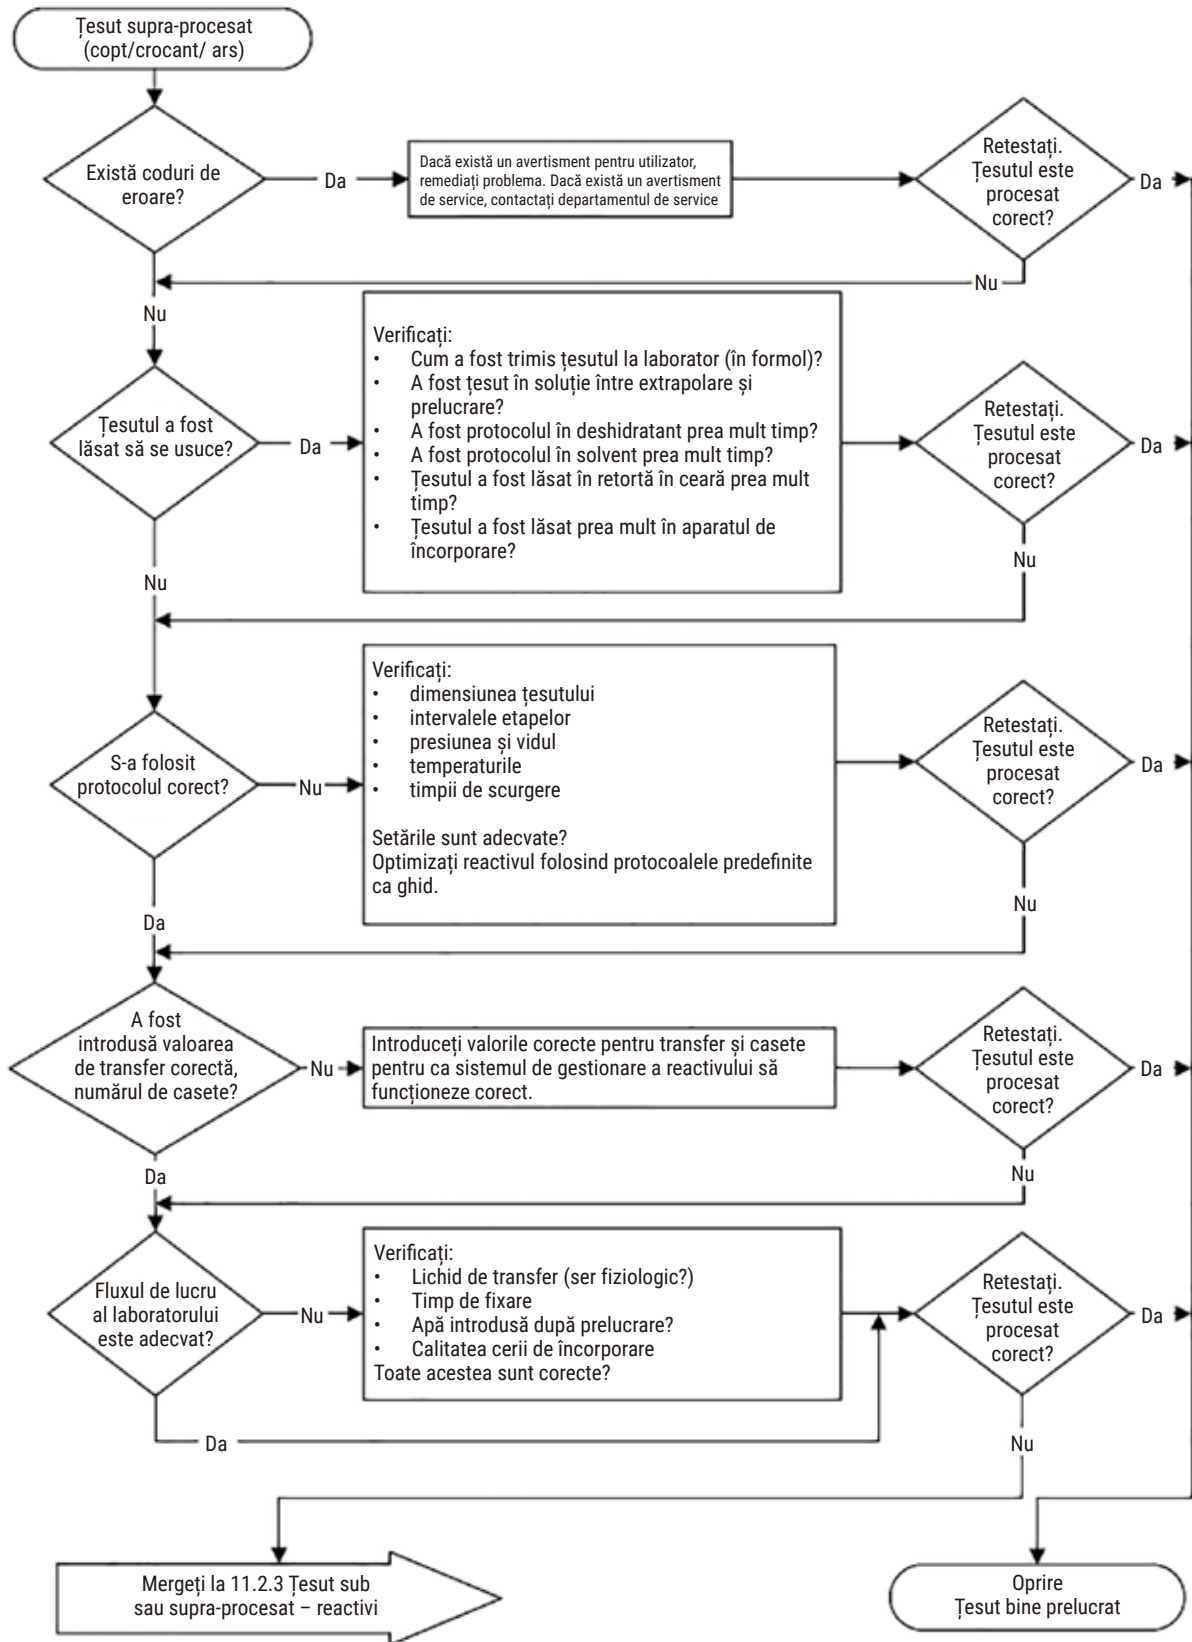 Țesut supra-procesat
(copt/crocant/ ars)
Există coduri de
eroare?
Da
Dacă există un avertisment pentru utilizator,
remediați problema. Dacă există un avertisment
de service, contactați departamentul de service
Retestați.
Țesutul este
procesat
corect?
Da
Nu
Nu
Țesutul a fost
lăsat să se usuce?
Da
Verificați:
• Cum a fost trimis țesutul la laborator (în formol)?
• A fost țesut în soluție între extrapolare și
prelucrare?
• A fost protocolul în deshidratant prea mult timp?
• A fost protocolul în solvent prea mult timp?
• Țesutul a fost lăsat în retortă în ceară prea mult
timp?
• Țesutul a fost lăsat prea mult în aparatul de
încorporare?
Retestați.
Țesutul este
procesat
corect?
Da
Nu
Nu
S-a folosit
protocolul corect?
Nu
Verificați:
• dimensiunea țesutului
• intervalele etapelor
• presiunea și vidul
• temperaturile
• timpii de scurgere
Setările sunt adecvate?
Optimizați reactivul folosind protocoalele predefinite
ca ghid.
Retestați.
Țesutul este
procesat
corect?
Da
Nu
Da
A fost
introdusă valoarea
de transfer corectă,
numărul de casete?
Nu
Introduceți valorile corecte pentru transfer și casete
pentru ca sistemul de gestionare a reactivului să
funcționeze corect.
Retestați.
Țesutul este
procesat
corect?
Da
Nu
Da
Fluxul de lucru
al laboratorului
este adecvat?
Nu
Verificați:
• Lichid de transfer (ser fiziologic?)
• Timp de fixare
• Apă introdusă după prelucrare?
• Calitatea cerii de încorporare
Toate acestea sunt corecte?
Retestați.
Țesutul este
procesat
corect?
Da
Da
Nu
Mergeți la 11.2.3 Țesut sub
sau supra-procesat – reactivi
Oprire
Țesut bine prelucrat